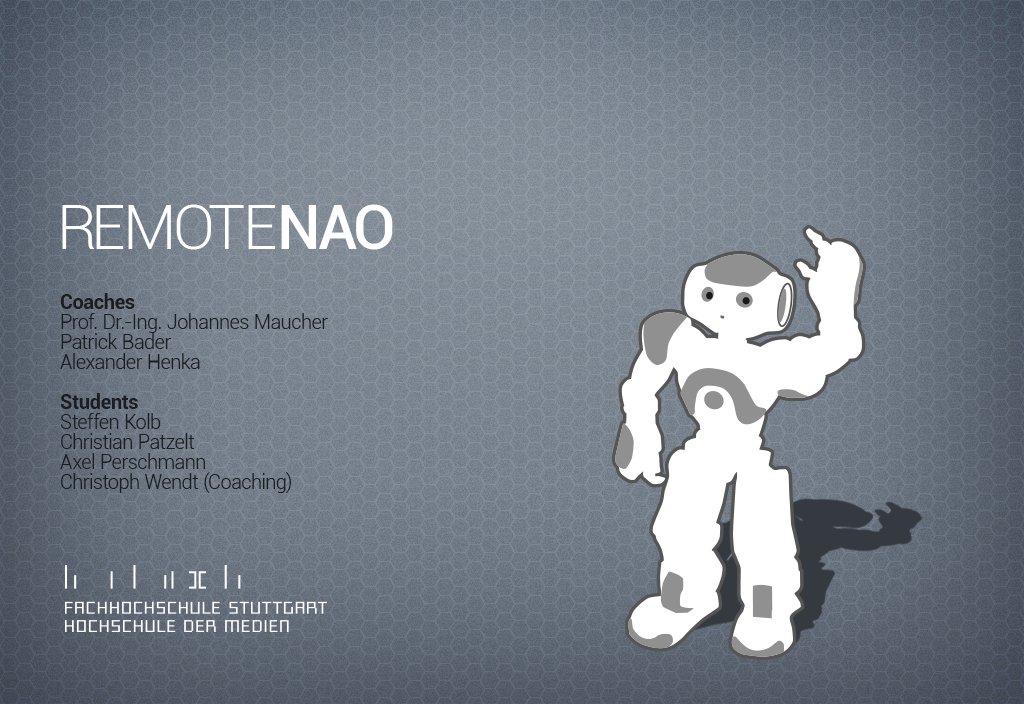 REMOTENAO
Coaches
Prof. Dr.-Ing. Johannes Maucher
Patrick Bader
Alexander Henka
Students
Steffen Kolb
Christian Patzelt
Axel Perschmann
Christoph Wendt (Coaching)
FACHHOCHSCHULE STUTTGART
HOCHSCHULE DER MEDIEN